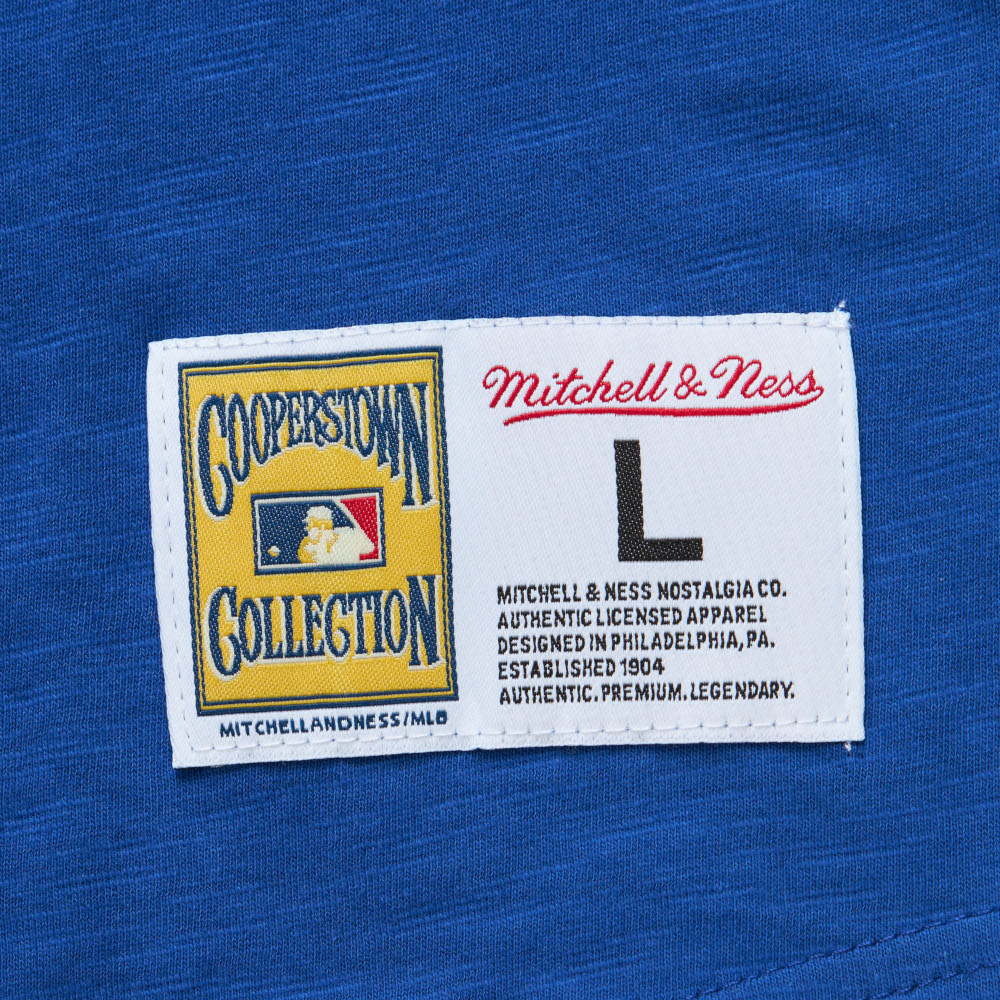 COOPERSTOWN
COLLECTION
MITCHELLANDNESS/MLB
Mitchell & Ness
L
MITCHELL & NESS NOSTALGIA CO.
AUTHENTIC LICENSED APPAREL
DESIGNED IN PHILADELPHIA, PA.
ESTABLISHED 1904
AUTHENTIC. PREMIUM. LEGENDARY.